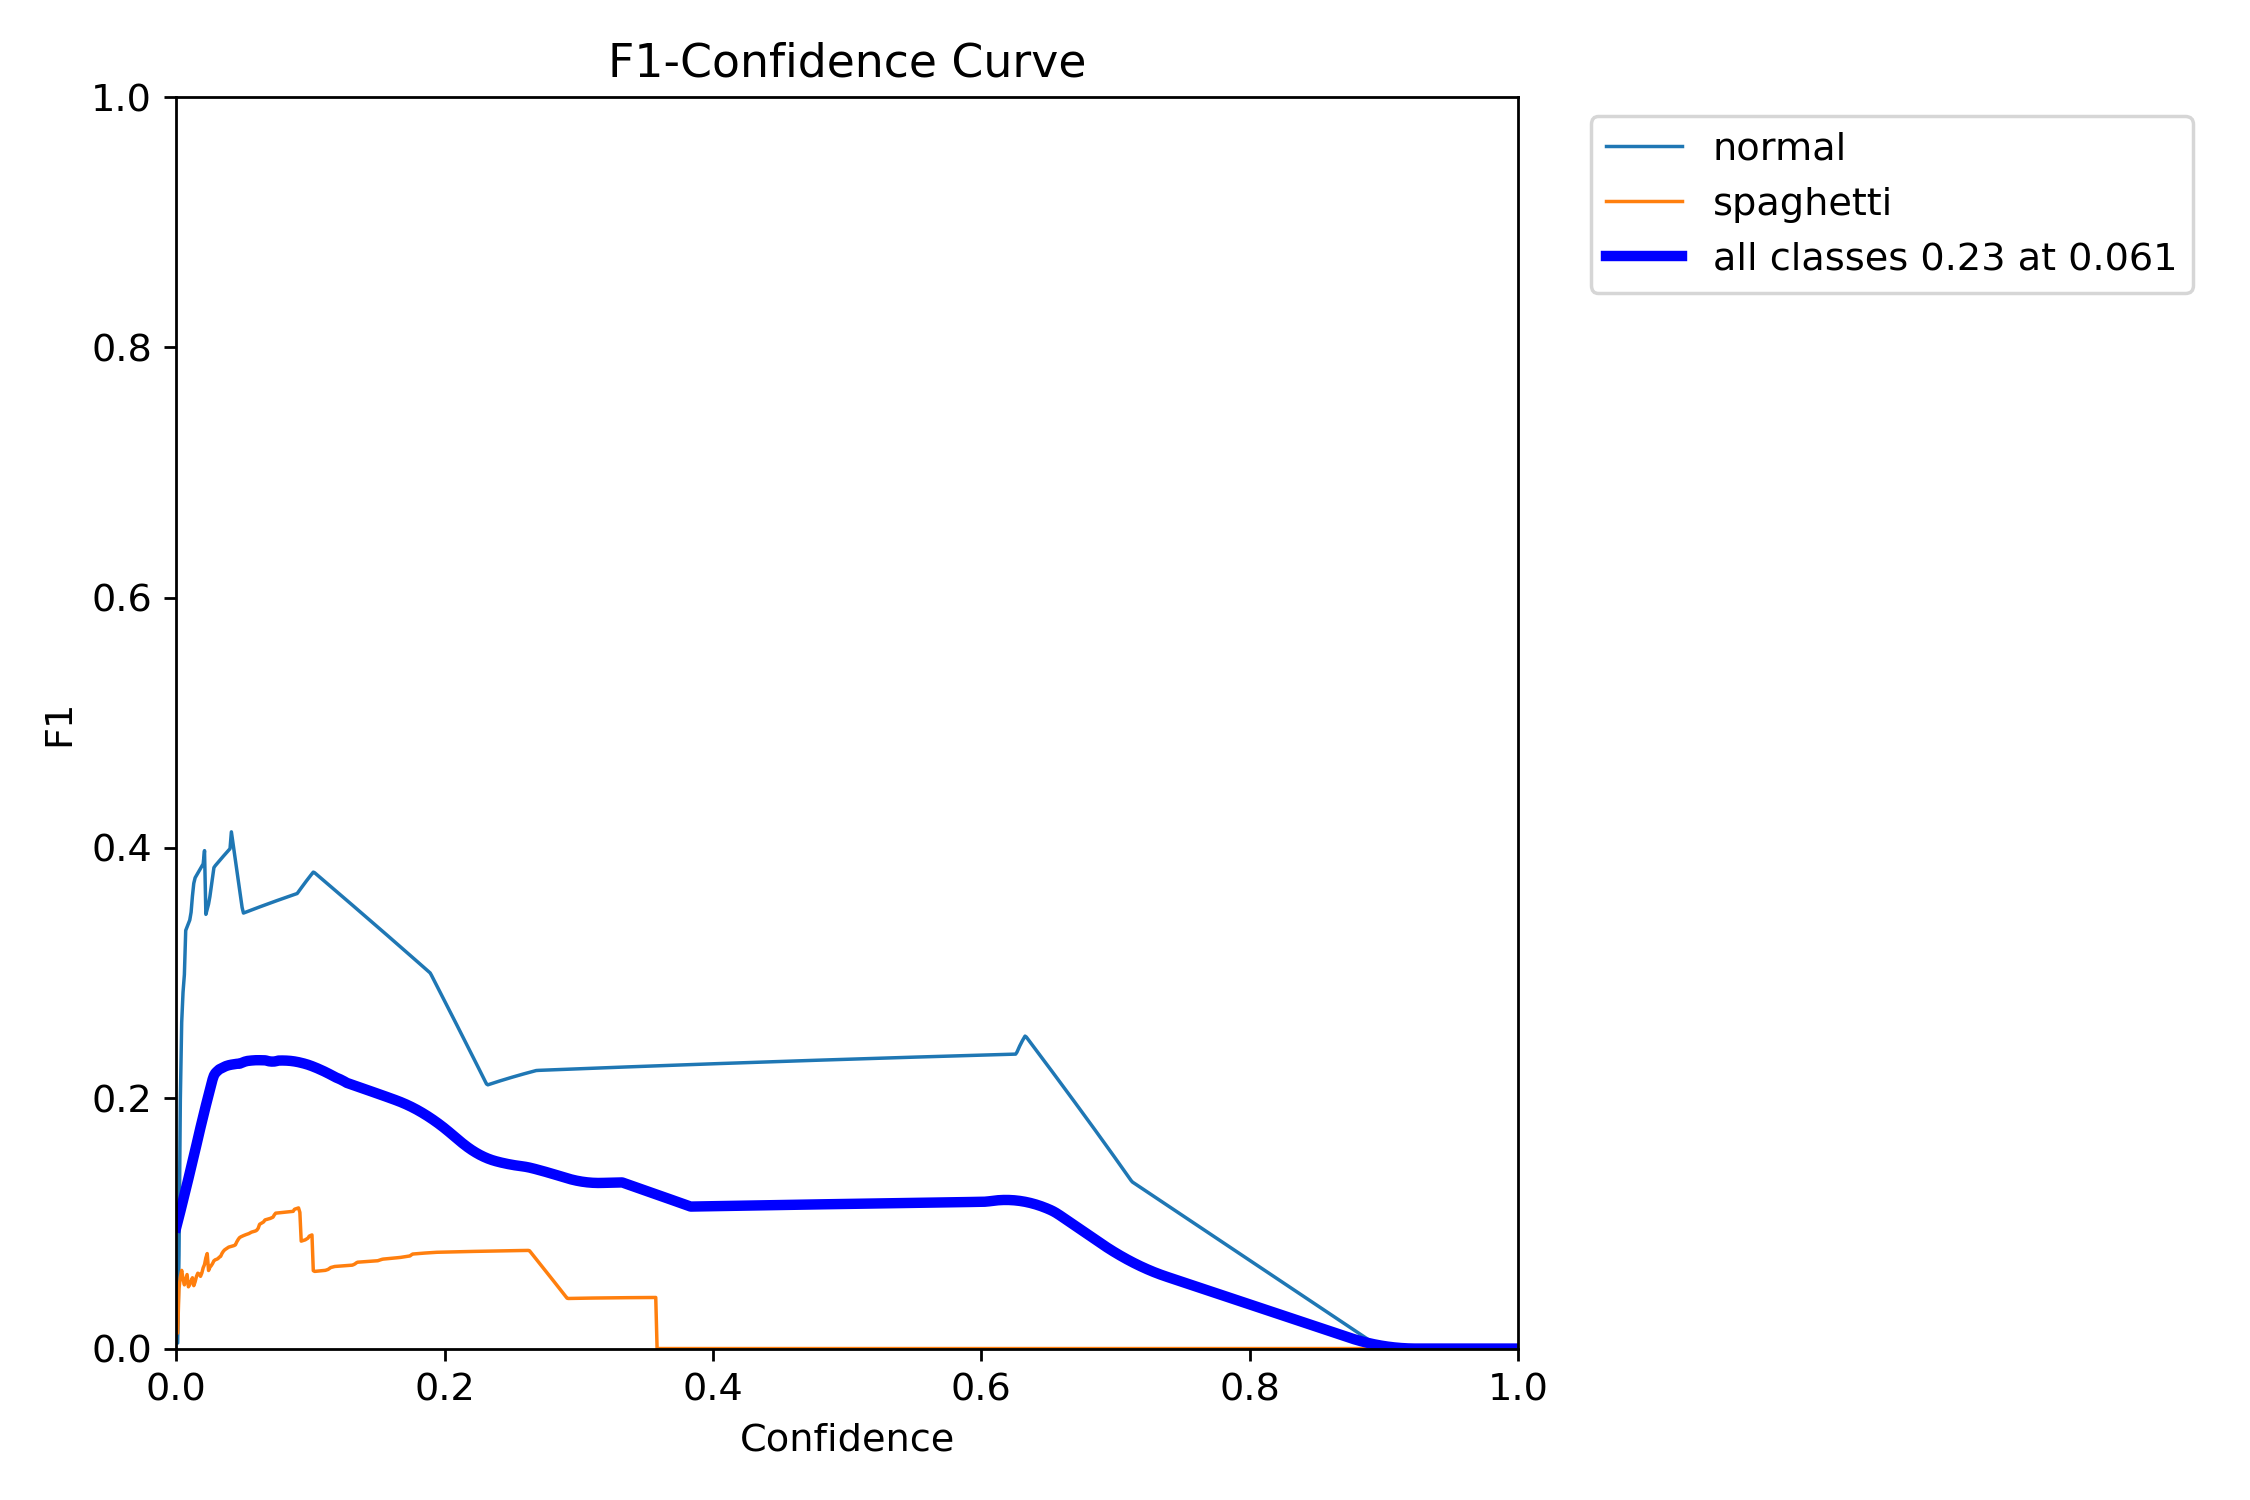 F1-Confidence Curve
1.0
0.8
0.6
0.4
0.2
0.0
F1
0.0 0.2 0.4 0.6 0.8 1.0
Confidence
normal
spaghetti
all classes 0.23 at 0.061